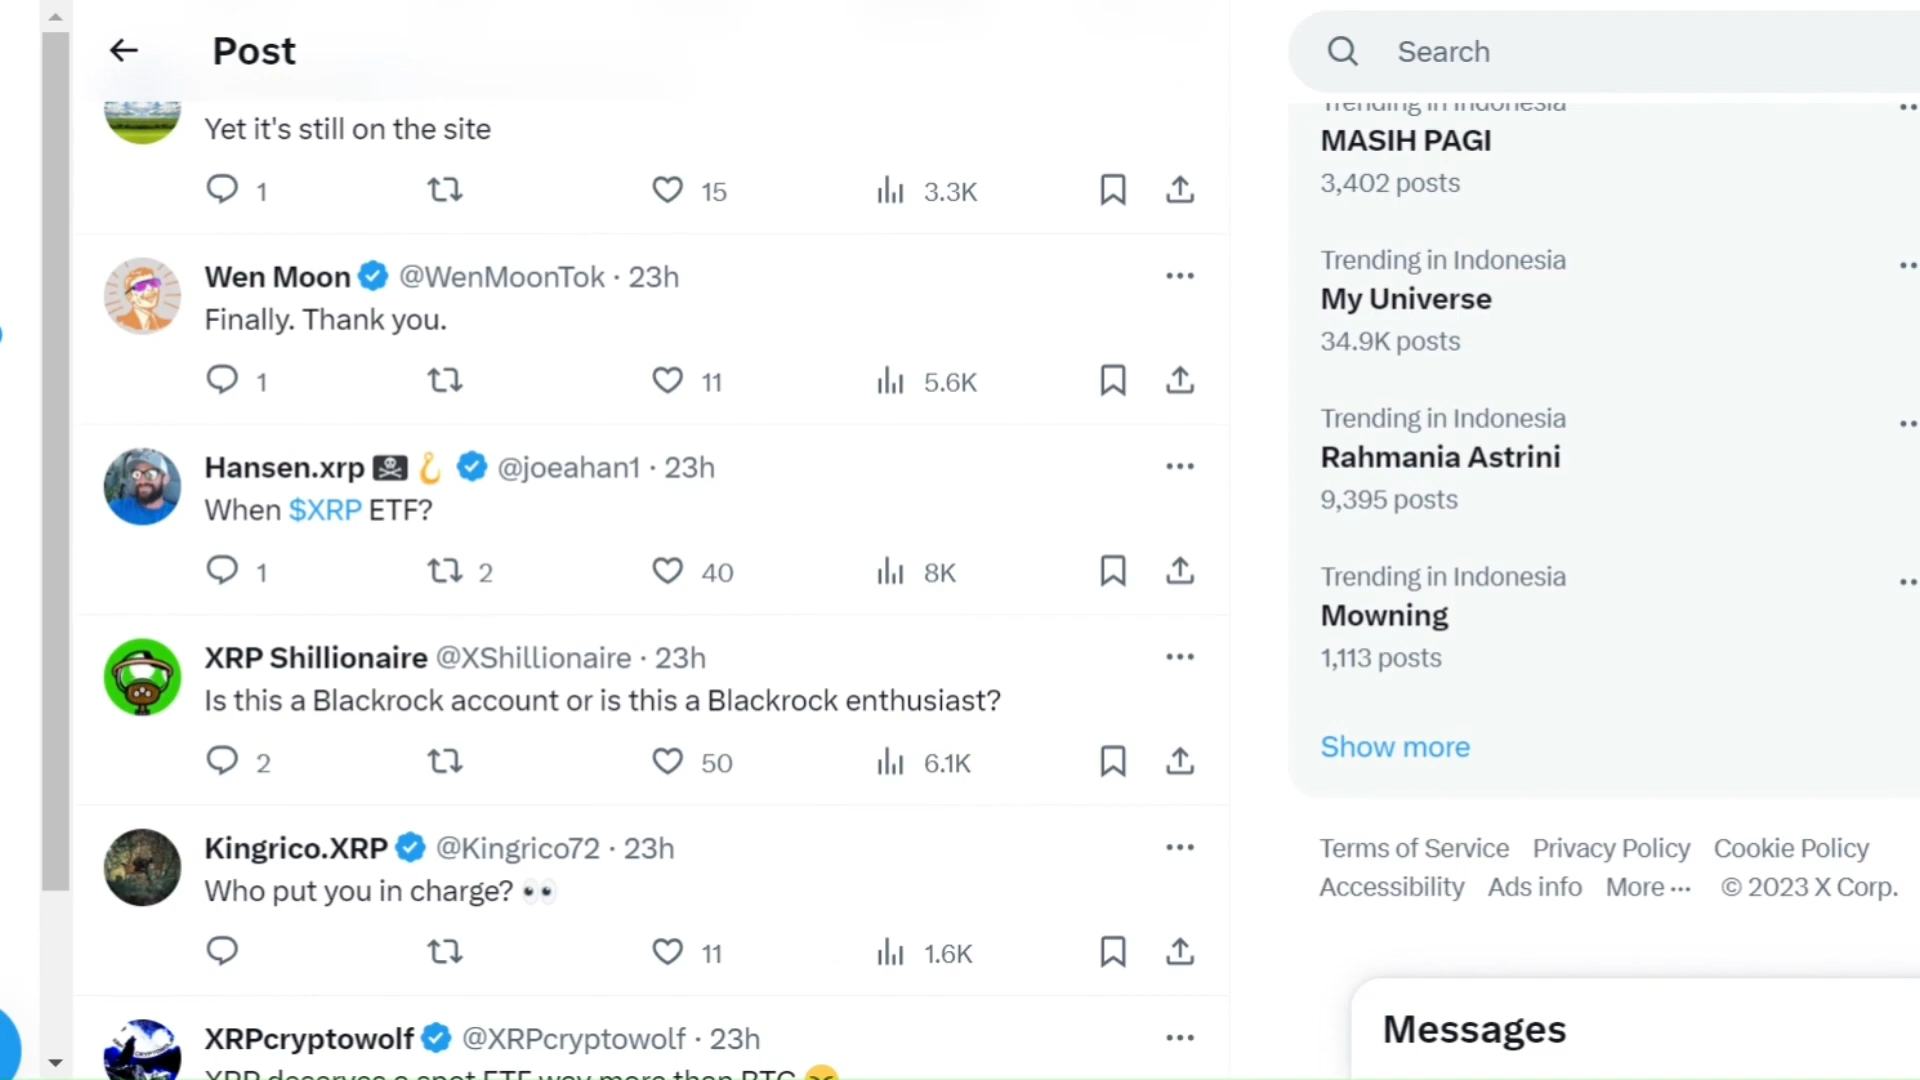 Post
Yet it's still on the site
1 15 3.3K
Wen Moon @WenMoonTok · 23h
Finally. Thank you.
1 11 5.6K
Hansen.xrp @joeahan1 · 23h
When $XRP ETF?
1 2 40 8K
XRP Shillionaire @XShillionaire · 23h
Is this a Blackrock account or is this a Blackrock enthusiast?
2 50 6.1K
Kingrico.XRP @Kingrico72 · 23h
Who put you in charge? 👀
11 1.6K
XRPcryptowolf @XRPcryptowolf · 23h
XRP deserves a spot ETF way more than BTC
Search
Trending in Indonesia
MASIH PAGI
3,402 posts
Trending in Indonesia
My Universe
34.9K posts
Trending in Indonesia
Rahmania Astrini
9,395 posts
Trending in Indonesia
Mowning
1,113 posts
Show more
Terms of Service Privacy Policy Cookie Policy
Accessibility Ads info More ··· © 2023 X Corp.
Messages